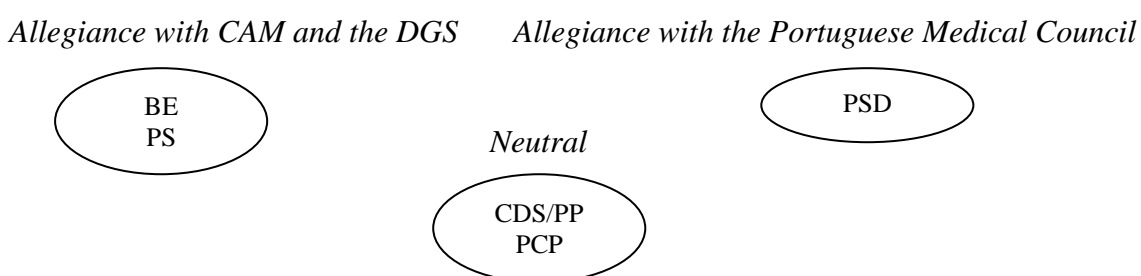 Allegiance with CAM and the DGS
Allegiance with the Portuguese Medical Council
BE
PS
PSD
Neutral
CDS/PP
PCP